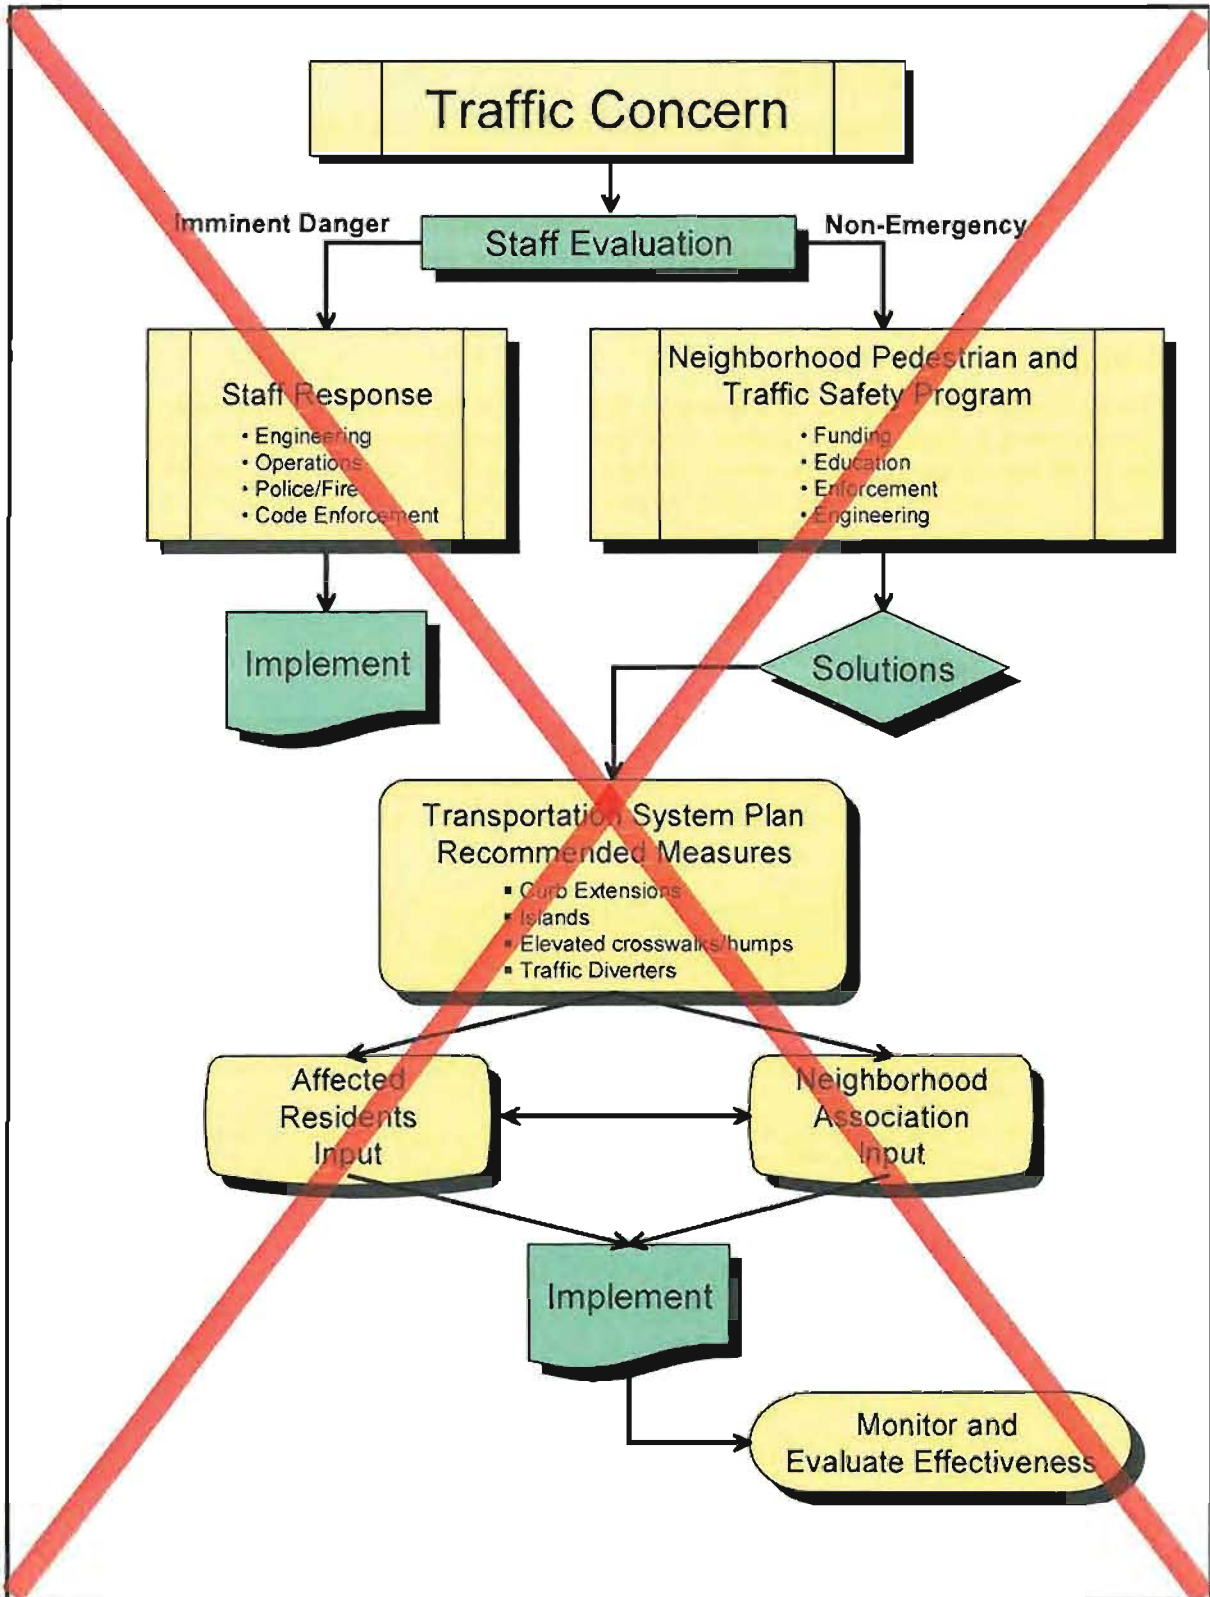 Traffic Concern
Imminent Danger
Staff Evaluation
Non-Emergency
Staff Response
• Engineering
• Operations
• Police/Fire
• Code Enforcement
Neighborhood Pedestrian and
Traffic Safety Program
• Funding
• Education
• Enforcement
• Engineering
Implement
Solutions
Transportation System Plan
Recommended Measures
▪ Curb Extensions
▪ Islands
▪ Elevated crosswalks/humps
▪ Traffic Diverters
Affected
Residents
Input
Neighborhood
Association
Input
Implement
Monitor and
Evaluate Effectiveness